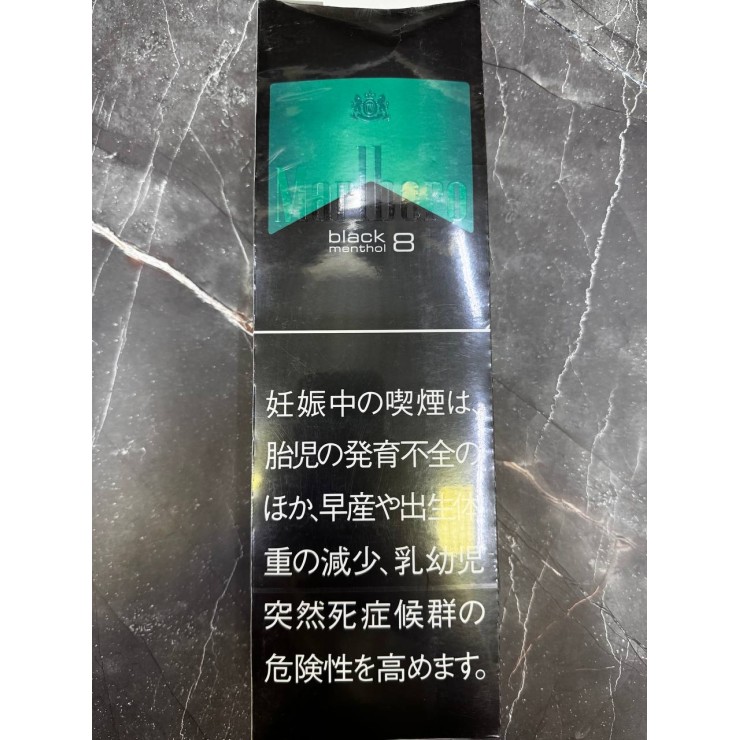 Marlboro
black
menthol 8
妊娠中の喫煙は、
胎児の発育不全の
ほか、早産や出生体
重の減少、乳幼児
突然死症候群の
危険性を高めます。